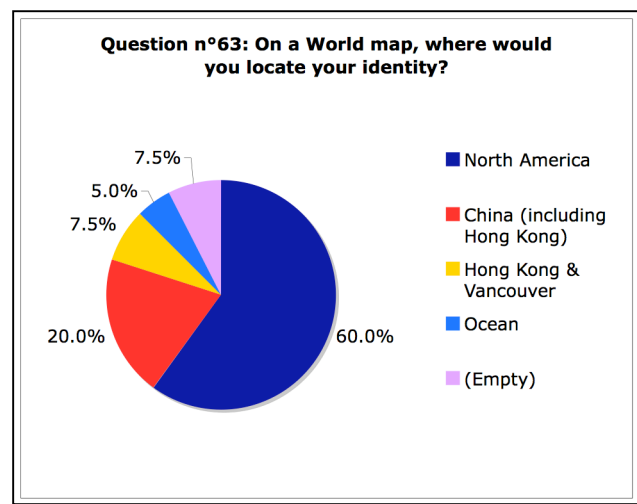 Question n°63: On a World map, where would
you locate your identity?
7.5%
5.0%
7.5%
20.0%
60.0%
North America
China (including
Hong Kong)
Hong Kong &
Vancouver
Ocean
(Empty)